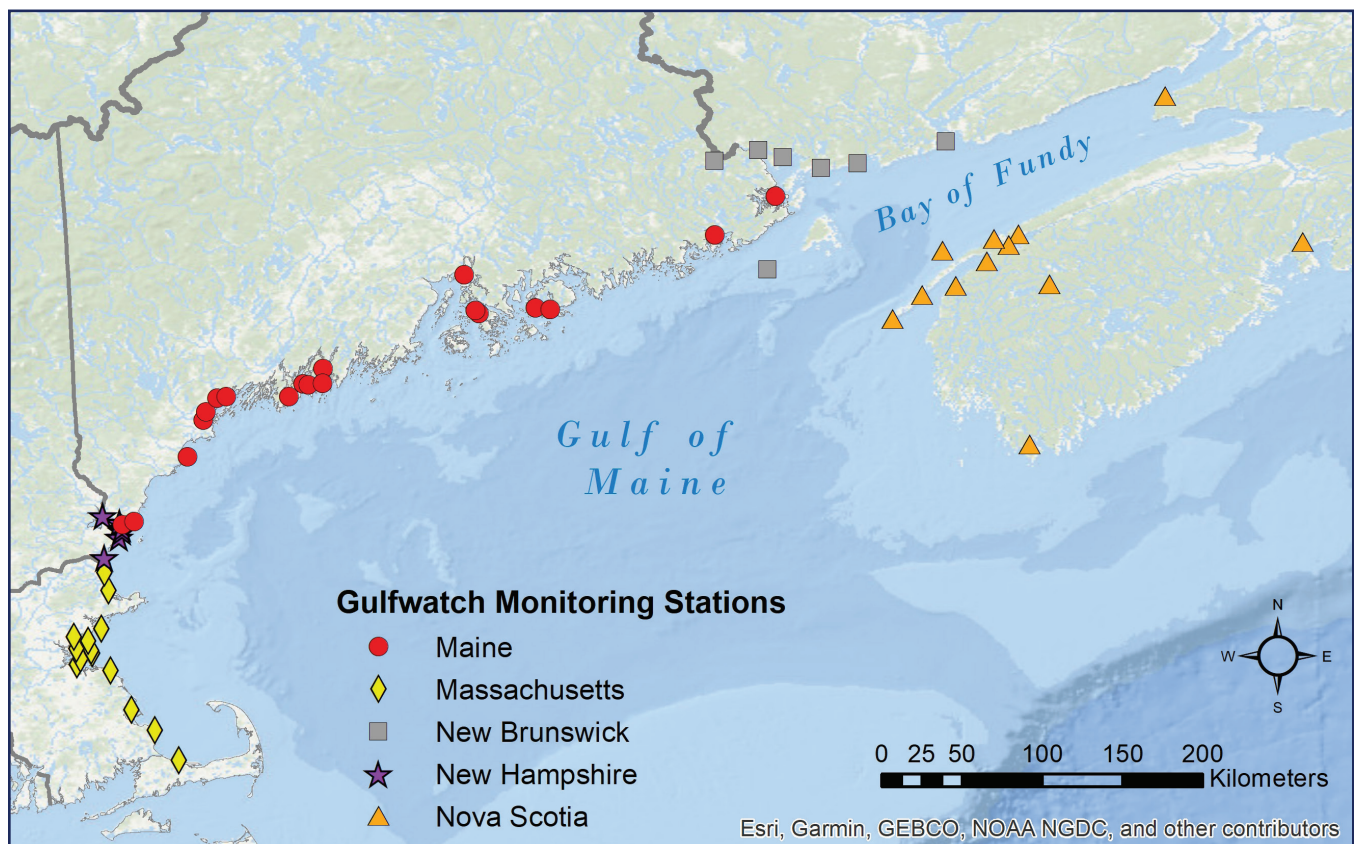 Bay of Fundy
Gulf of
Maine
Gulfwatch Monitoring Stations
Maine
Massachusetts
New Brunswick
New Hampshire
Nova Scotia
N
W E
S
0 25 50 100 150 200
Kilometers
Esri, Garmin, GEBCO, NOAA NGDC, and other contributors